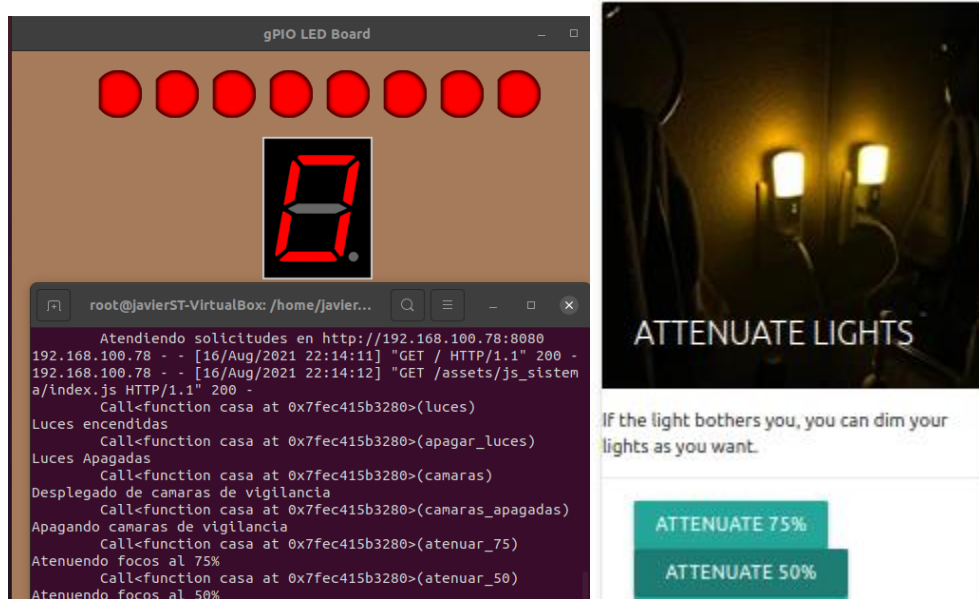 gPIO LED Board
root@javierST-VirtualBox: /home/javier...
Atendiendo solicitudes en http://192.168.100.78:8080
192.168.100.78 - - [16/Aug/2021 22:14:11] "GET / HTTP/1.1" 200 -
192.168.100.78 - - [16/Aug/2021 22:14:12] "GET /assets/js_sistem
a/index.js HTTP/1.1" 200 -
Call<function casa at 0x7fec415b3280>(luces)
Luces encendidas
Call<function casa at 0x7fec415b3280>(apagar_luces)
Luces Apagadas
Call<function casa at 0x7fec415b3280>(camaras)
Desplegado de camaras de vigilancia
Call<function casa at 0x7fec415b3280>(camaras_apagadas)
Apagando camaras de vigilancia
Call<function casa at 0x7fec415b3280>(atenuar_75)
Atenuendo focos al 75%
Call<function casa at 0x7fec415b3280>(atenuar_50)
Atenuendo focos al 50%
ATTENUATE LIGHTS
If the light bothers you, you can dim your
lights as you want.
ATTENUATE 75%
ATTENUATE 50%